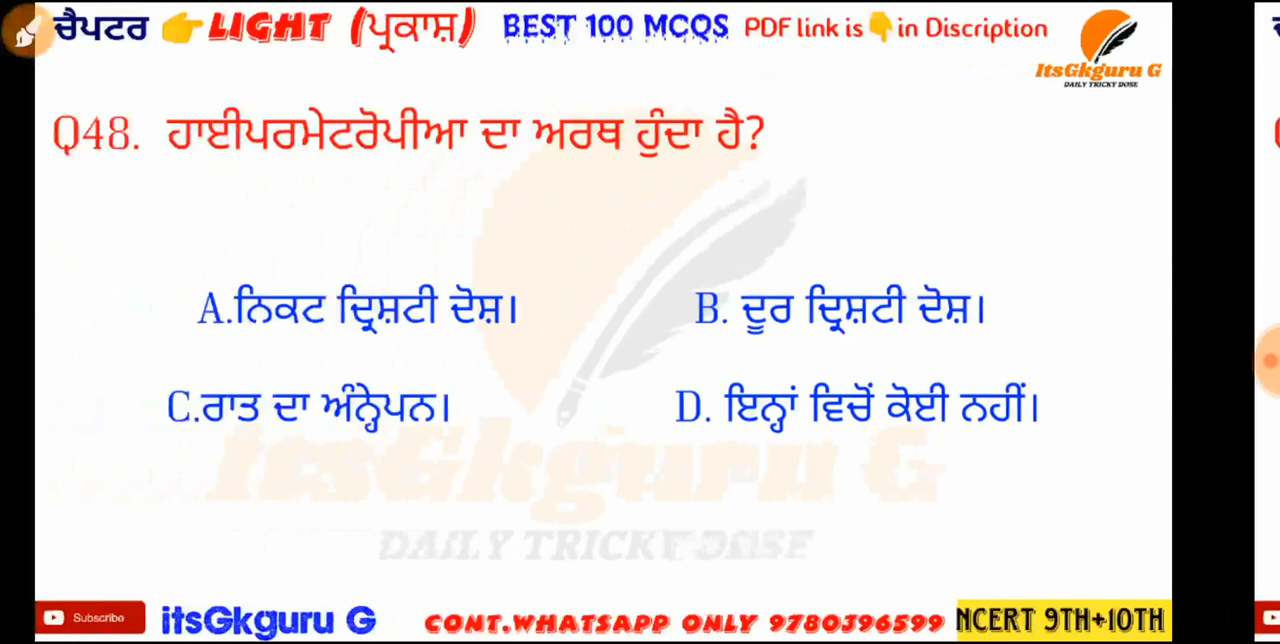 ਚੈਪਟਰ 👉 LIGHT (ਪ੍ਰਕਾਸ਼) BEST 100 MCQS PDF link is 👇 in Discription
ItsGkguru G
DAILY TRICKY DOSE
Q48. ਹਾਈਪਰਮੇਟਰੋਪੀਆ ਦਾ ਅਰਥ ਹੁੰਦਾ ਹੈ?
A.ਨਿਕਟ ਦ੍ਰਿਸ਼ਟੀ ਦੋਸ਼। B. ਦੂਰ ਦ੍ਰਿਸ਼ਟੀ ਦੋਸ਼।
C.ਰਾਤ ਦਾ ਅੰਨ੍ਹੇਪਨ। D. ਇਨ੍ਹਾਂ ਵਿਚੋਂ ਕੋਈ ਨਹੀਂ।
ItsGkguru G
DAILY TRICKY DOSE
Subscribe itsGkguru G CONT.WHATSAPP ONLY 9780396599 NCERT 9TH+10TH